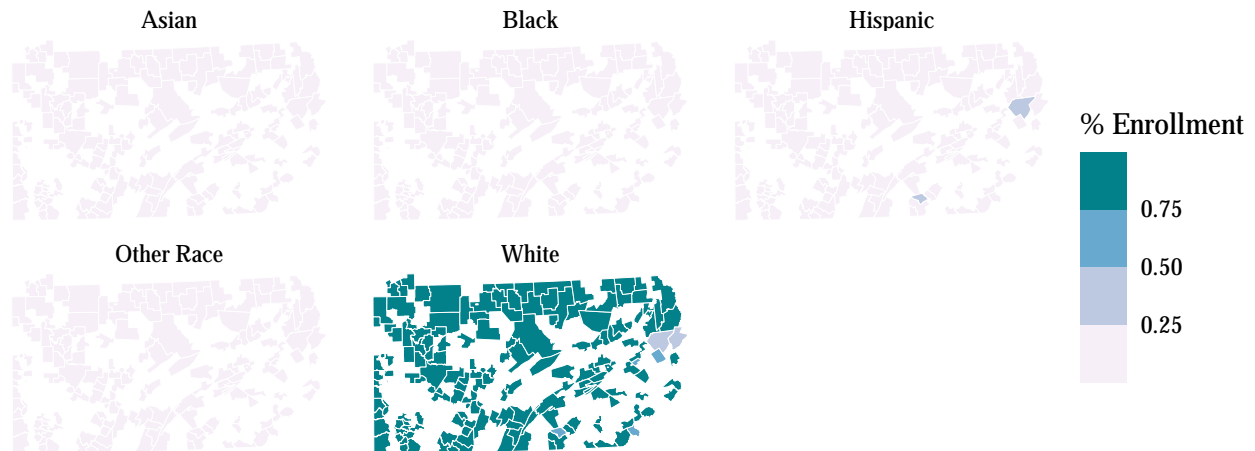 Asian
Black
Hispanic
% Enrollment
0.75
0.50
0.25
Other Race
White